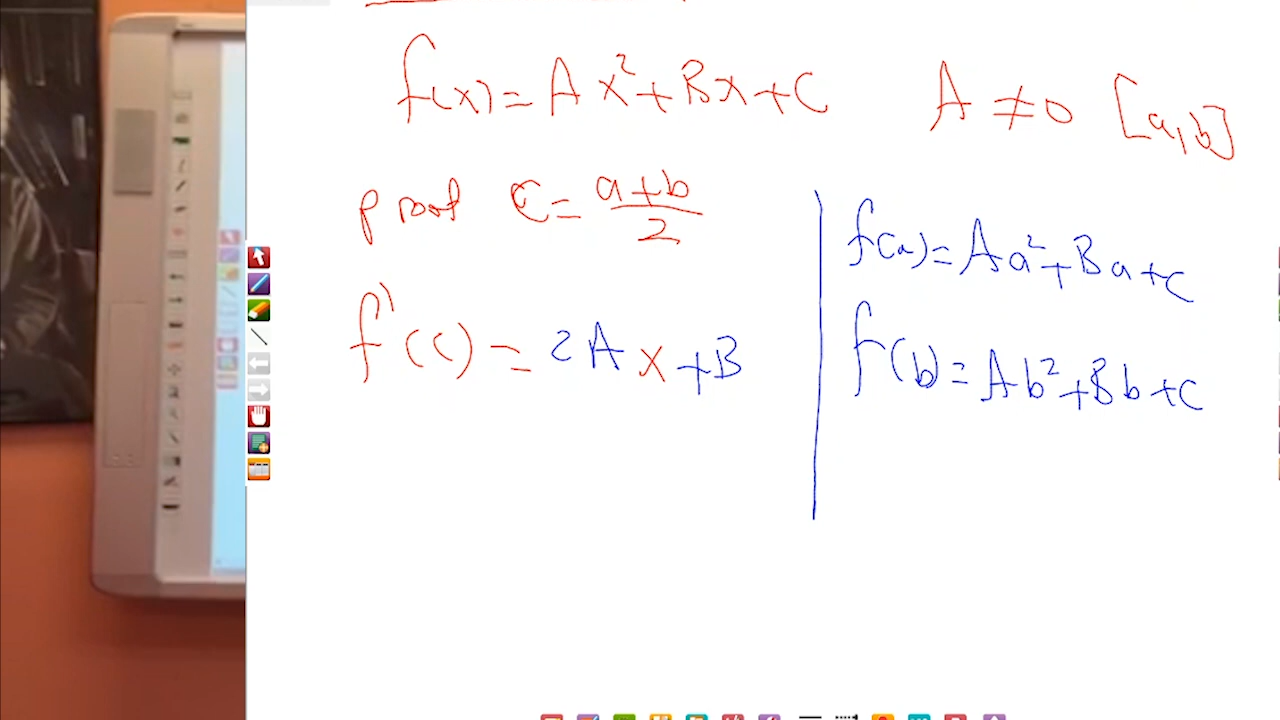 f(x) = Ax² + Bx + C A ≠ 0 [a,b]
proof C = a+b/2
f'(c) = 2Ax + B
f(a) = Aa² + Ba + C
f(b) = Ab² + Bb + C